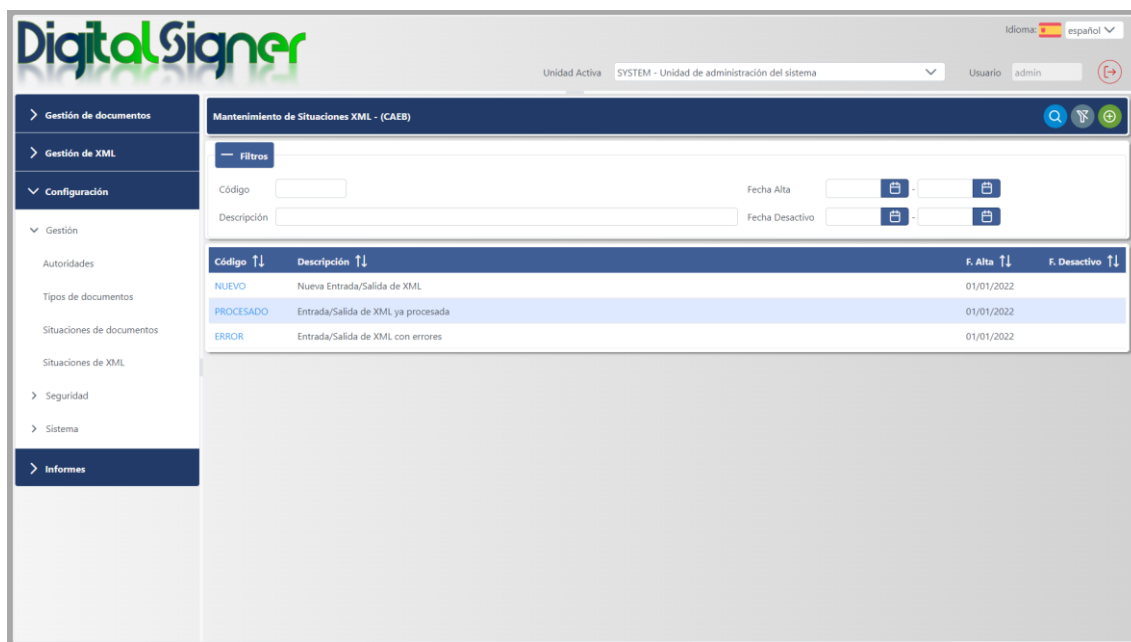 DigitalSigner
Idioma: español
Unidad Activa SYSTEM - Unidad de administración del sistema Usuario admin
Gestión de documentos
Gestión de XML
Configuración
Gestión
Autoridades
Tipos de documentos
Situaciones de documentos
Situaciones de XML
Seguridad
Sistema
Informes
Mantenimiento de Situaciones XML - (CAEB)
Filtros
Código Fecha Alta -
Descripción Fecha Desactivo -
Código Descripción F. Alta F. Desactivo
NUEVO Nueva Entrada/Salida de XML 01/01/2022
PROCESADO Entrada/Salida de XML ya procesada 01/01/2022
ERROR Entrada/Salida de XML con errores 01/01/2022